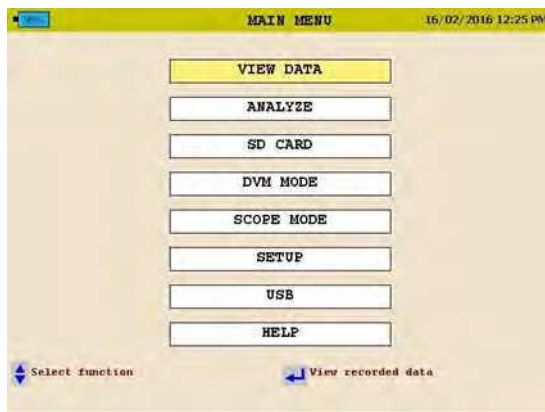 MAIN MENU 16/02/2016 12:25 PM
VIEW DATA
ANALYZE
SD CARD
DVM MODE
SCOPE MODE
SETUP
USB
HELP
Select function View recorded data